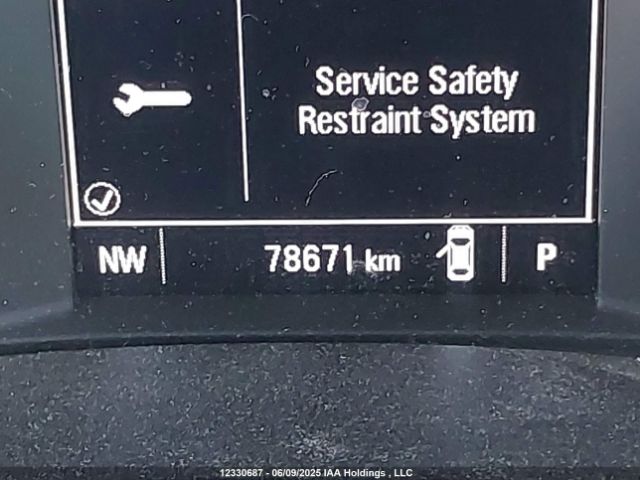 Service Safety
Restraint System
NW 78671 km P
12330687 - 06/09/2025 IAA Holdings , LLC